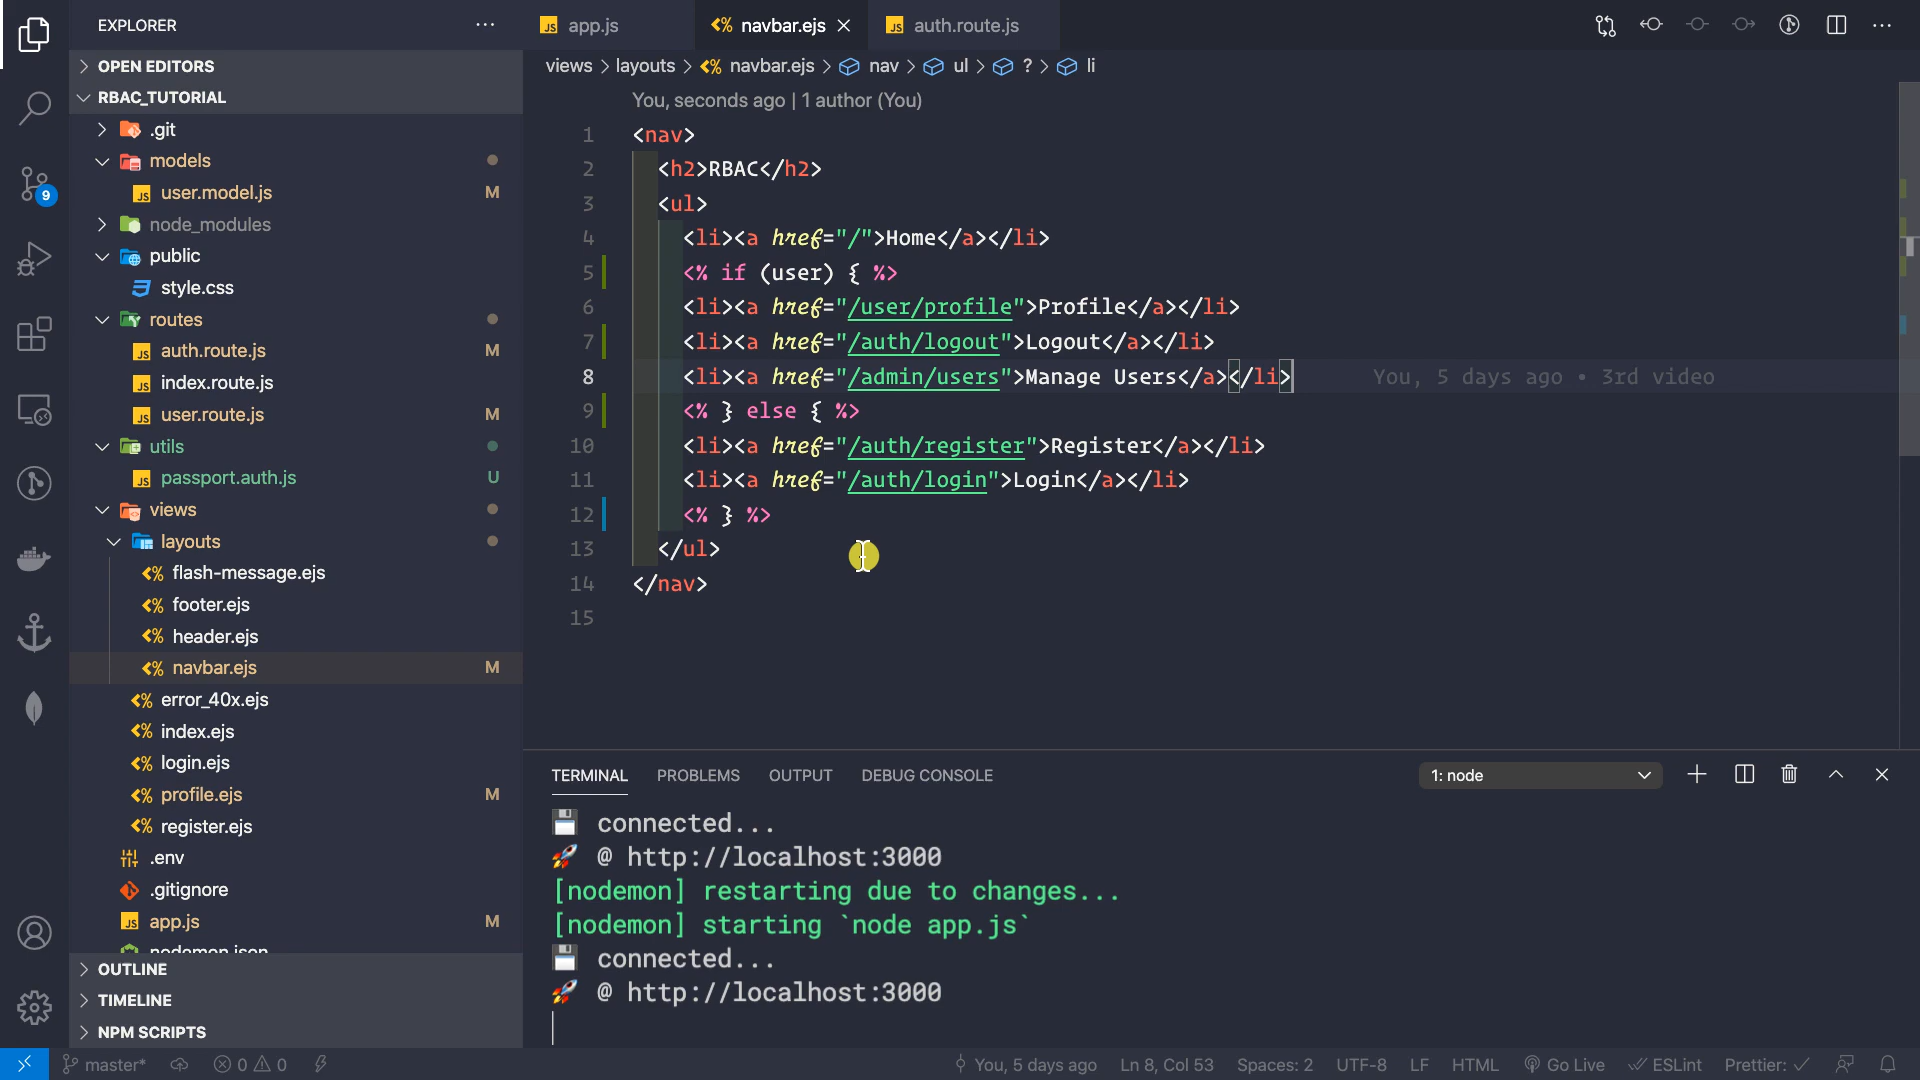 EXPLORER
OPEN EDITORS
RBAC_TUTORIAL
.git
models
user.model.js M
node_modules
public
style.css
routes
auth.route.js M
index.route.js
user.route.js M
utils
passport.auth.js U
views
layouts
flash-message.ejs
footer.ejs
header.ejs
navbar.ejs M
error_40x.ejs
index.ejs
login.ejs
profile.ejs M
register.ejs
.env
.gitignore
app.js M
nodemon.json
OUTLINE
TIMELINE
NPM SCRIPTS
9
app.js navbar.ejs auth.route.js
views > layouts > navbar.ejs > nav > ul > ? > li
You, seconds ago | 1 author (You)
1 <nav>
2 <h2>RBAC</h2>
3 <ul>
4 <li><a href="/">Home</a></li>
5 <% if (user) { %>
6 <li><a href="/user/profile">Profile</a></li>
7 <li><a href="/auth/logout">Logout</a></li>
8 <li><a href="/admin/users">Manage Users</a></li> You, 5 days ago • 3rd video
9 <% } else { %>
10 <li><a href="/auth/register">Register</a></li>
11 <li><a href="/auth/login">Login</a></li>
12 <% } %>
13 </ul>
14 </nav>
15
TERMINAL PROBLEMS OUTPUT DEBUG CONSOLE 1: node
connected...
@ http://localhost:3000
[nodemon] restarting due to changes...
[nodemon] starting `node app.js`
connected...
@ http://localhost:3000
master* 0 0 You, 5 days ago Ln 8, Col 53 Spaces: 2 UTF-8 LF HTML Go Live ESLint Prettier: ✓